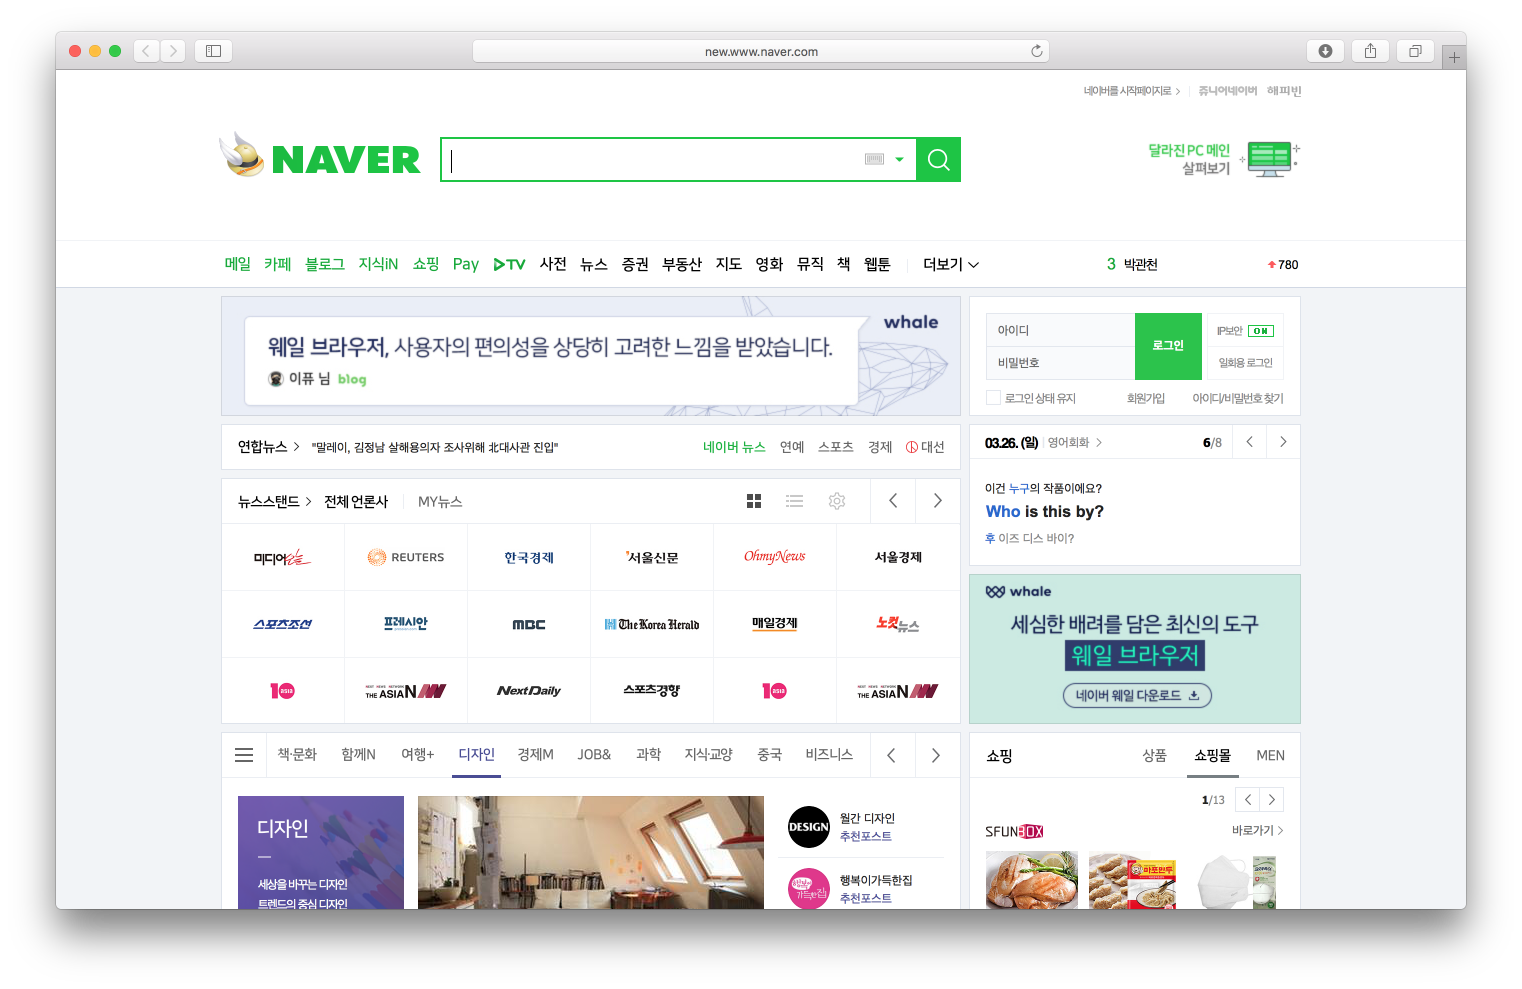 new.www.naver.com
네이버를 시작페이지로 > 쥬니어네이버 해피빈
NAVER
달라진 PC 메인
살펴보기
메일 카페 블로그 지식iN 쇼핑 Pay TV 사전 뉴스 증권 부동산 지도 영화 뮤직 책 웹툰 더보기
3 박관천 780
whale
웨일 브라우저, 사용자의 편의성을 상당히 고려한 느낌을 받았습니다.
이퓨 님 blog
아이디
비밀번호
로그인
IP보안 ON
일회용 로그인
로그인 상태 유지 회원가입 아이디/비밀번호 찾기
연합뉴스 > "말레이, 김정남 살해용의자 조사위해 北대사관 진입"
네이버 뉴스 연예 스포츠 경제 대선
03.26. (일) 영어회화 > 6/8
이건 누구의 작품이에요?
Who is this by?
후 이즈 디스 바이?
뉴스스탠드 > 전체 언론사 MY뉴스
미디어오늘 REUTERS 한국경제 서울신문 OhmyNews 서울경제
스포츠조선 프레시안 MBC The Korea Herald 매일경제 노컷뉴스
10 2513 THE ASIAN NextDaily 스포츠경향 10 2513 THE ASIAN
whale
세심한 배려를 담은 최신의 도구
웨일 브라우저
네이버 웨일 다운로드
책·문화 함께N 여행+ 디자인 경제M JOB& 과학 지식·교양 중국 비즈니스
디자인
세상을 바꾸는 디자인
트렌드의 중심 디자인
DESIGN
월간 디자인
추천포스트
행복이가득한집
행복이가득한집
추천포스트
쇼핑 상품 쇼핑몰 MEN
1/13
SFUNBOX 바로가기 >
마포만두